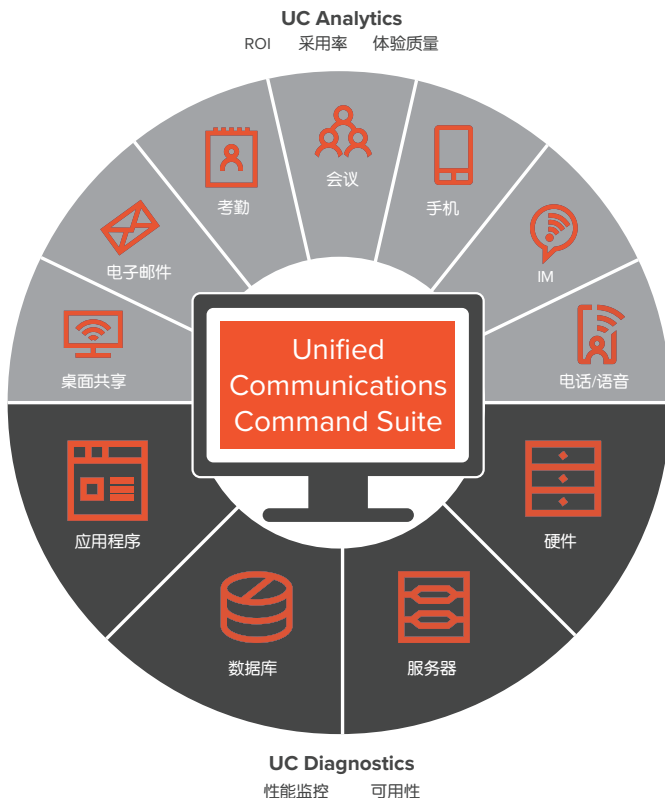 UC Analytics
ROI 采用率 体验质量
会议
考勤
手机
电子邮件
IM
桌面共享
电话/语音
Unified
Communications
Command Suite
应用程序
硬件
数据库
服务器
UC Diagnostics
性能监控 可用性